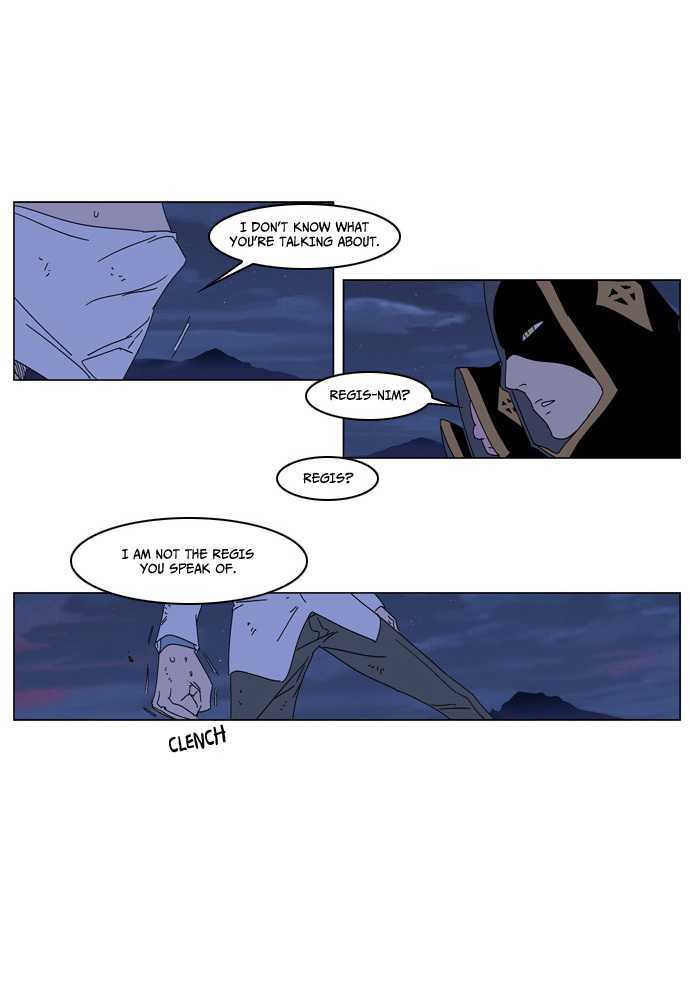 I DON'T KNOW WHAT
YOU'RE TALKING ABOUT.
REGIS-NIM?
REGIS?
I AM NOT THE REGIS
YOU SPEAK OF.
CLENCH